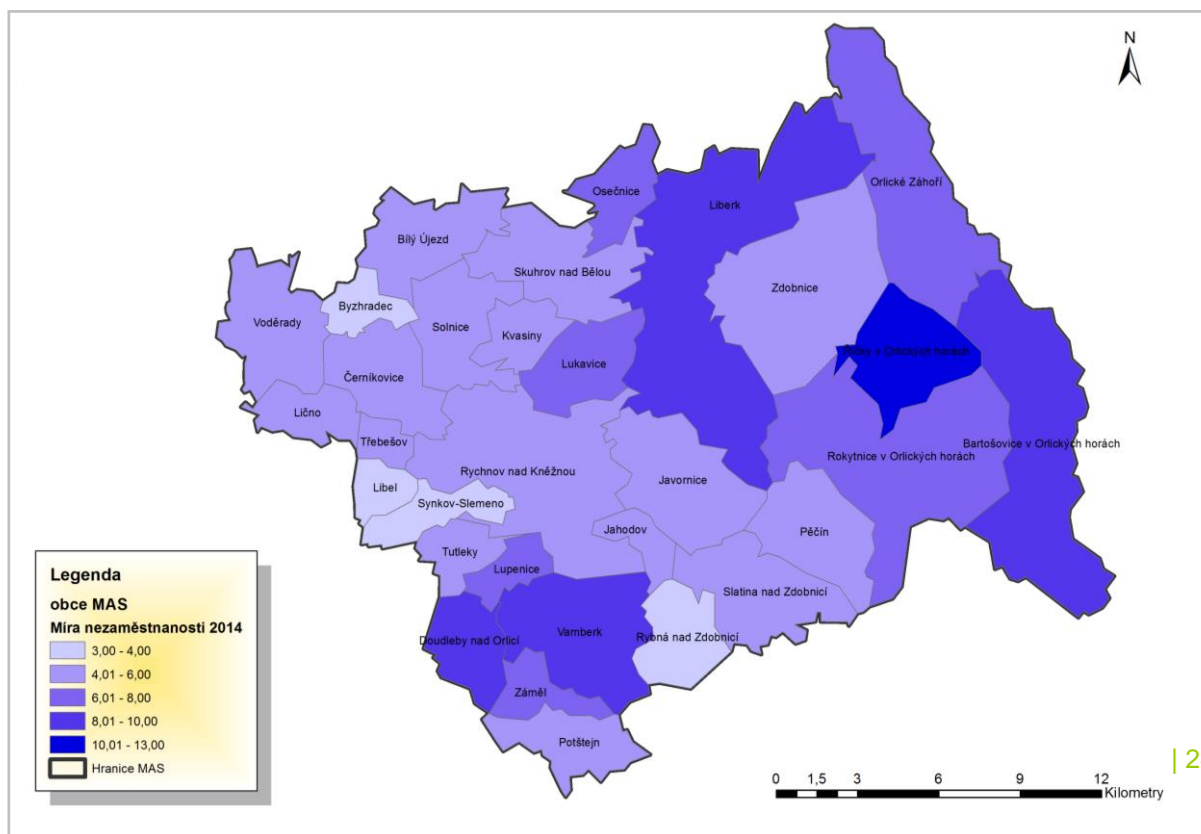 N
Orlické Záhoří
Osečnice
Liberk
Bílý Újezd
Skuhrov nad Bělou
Zdobnice
Byzhradec
Voděrady
Solnice
Kvasiny
Říčky v Orlických horách
Lukavice
Černíkovice
Lično
Třebešov
Bartošovice v Orlických horách
Rokytnice v Orlických horách
Rychnov nad Kněžnou
Javornice
Libel
Synkov-Slemeno
Jahodov
Pěčín
Tutleky
Lupenice
Slatina nad Zdobnicí
Doudleby nad Orlicí
Vamberk
Rybná nad Zdobnicí
Záměl
Potštejn
Legenda
obce MAS
Míra nezaměstnanosti 2014
3,00 - 4,00
4,01 - 6,00
6,01 - 8,00
8,01 - 10,00
10,01 - 13,00
Hranice MAS
0 1,5 3 6 9 12
Kilometry
| 2